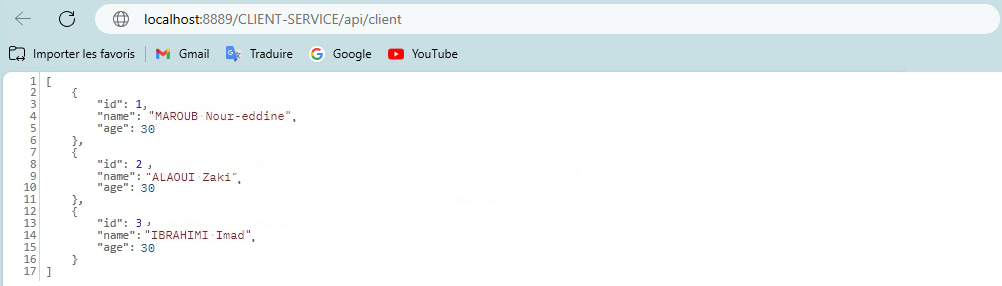 localhost:8889/CLIENT-SERVICE/api/client
Importer les favoris Gmail Traduire Google YouTube
1 [
2 {
3 "id": 1,
4 "name": "MAROUB Nour-eddine",
5 "age": 30
6 },
7 {
8 "id": 2 ,
9 "name": "ALAOUI Zaki",
10 "age": 30
11 },
12 {
13 "id": 3 ,
14 "name": "IBRAHIMI Imad",
15 "age": 30
16 }
17 ]